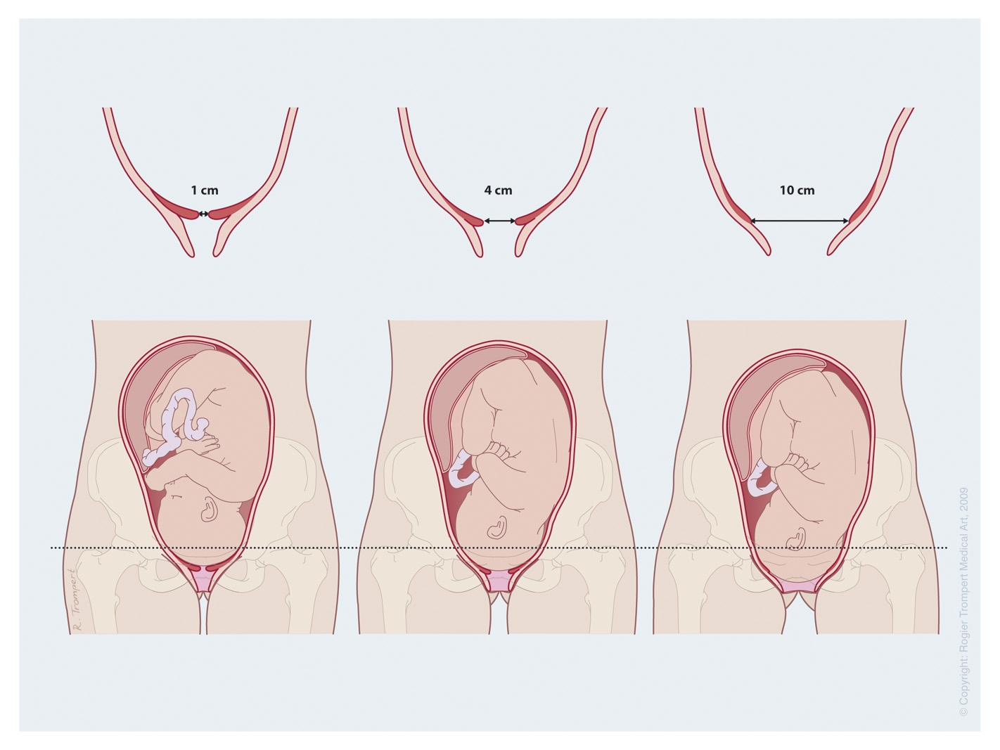 1 cm
4 cm
10 cm
R. Trompert
© Copyright: Rogier Trompert Medical Art, 2009